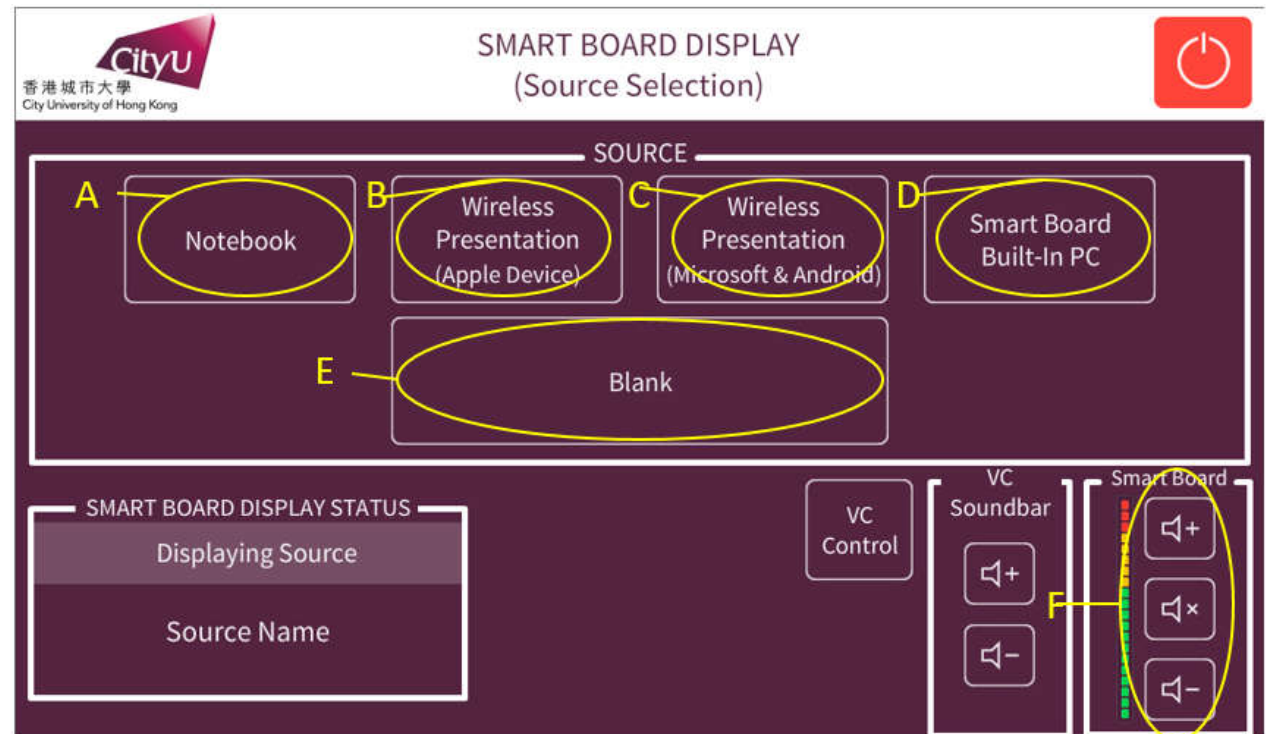 CityU
香港城市大學
City University of Hong Kong
SMART BOARD DISPLAY
(Source Selection)
SOURCE
A
Notebook
B
Wireless
Presentation
(Apple Device)
C
Wireless
Presentation
(Microsoft & Android)
D
Smart Board
Built-In PC
E
Blank
SMART BOARD DISPLAY STATUS
Displaying Source
Source Name
VC
Control
VC
Soundbar
+
-
Smart Board
F
+
×
-